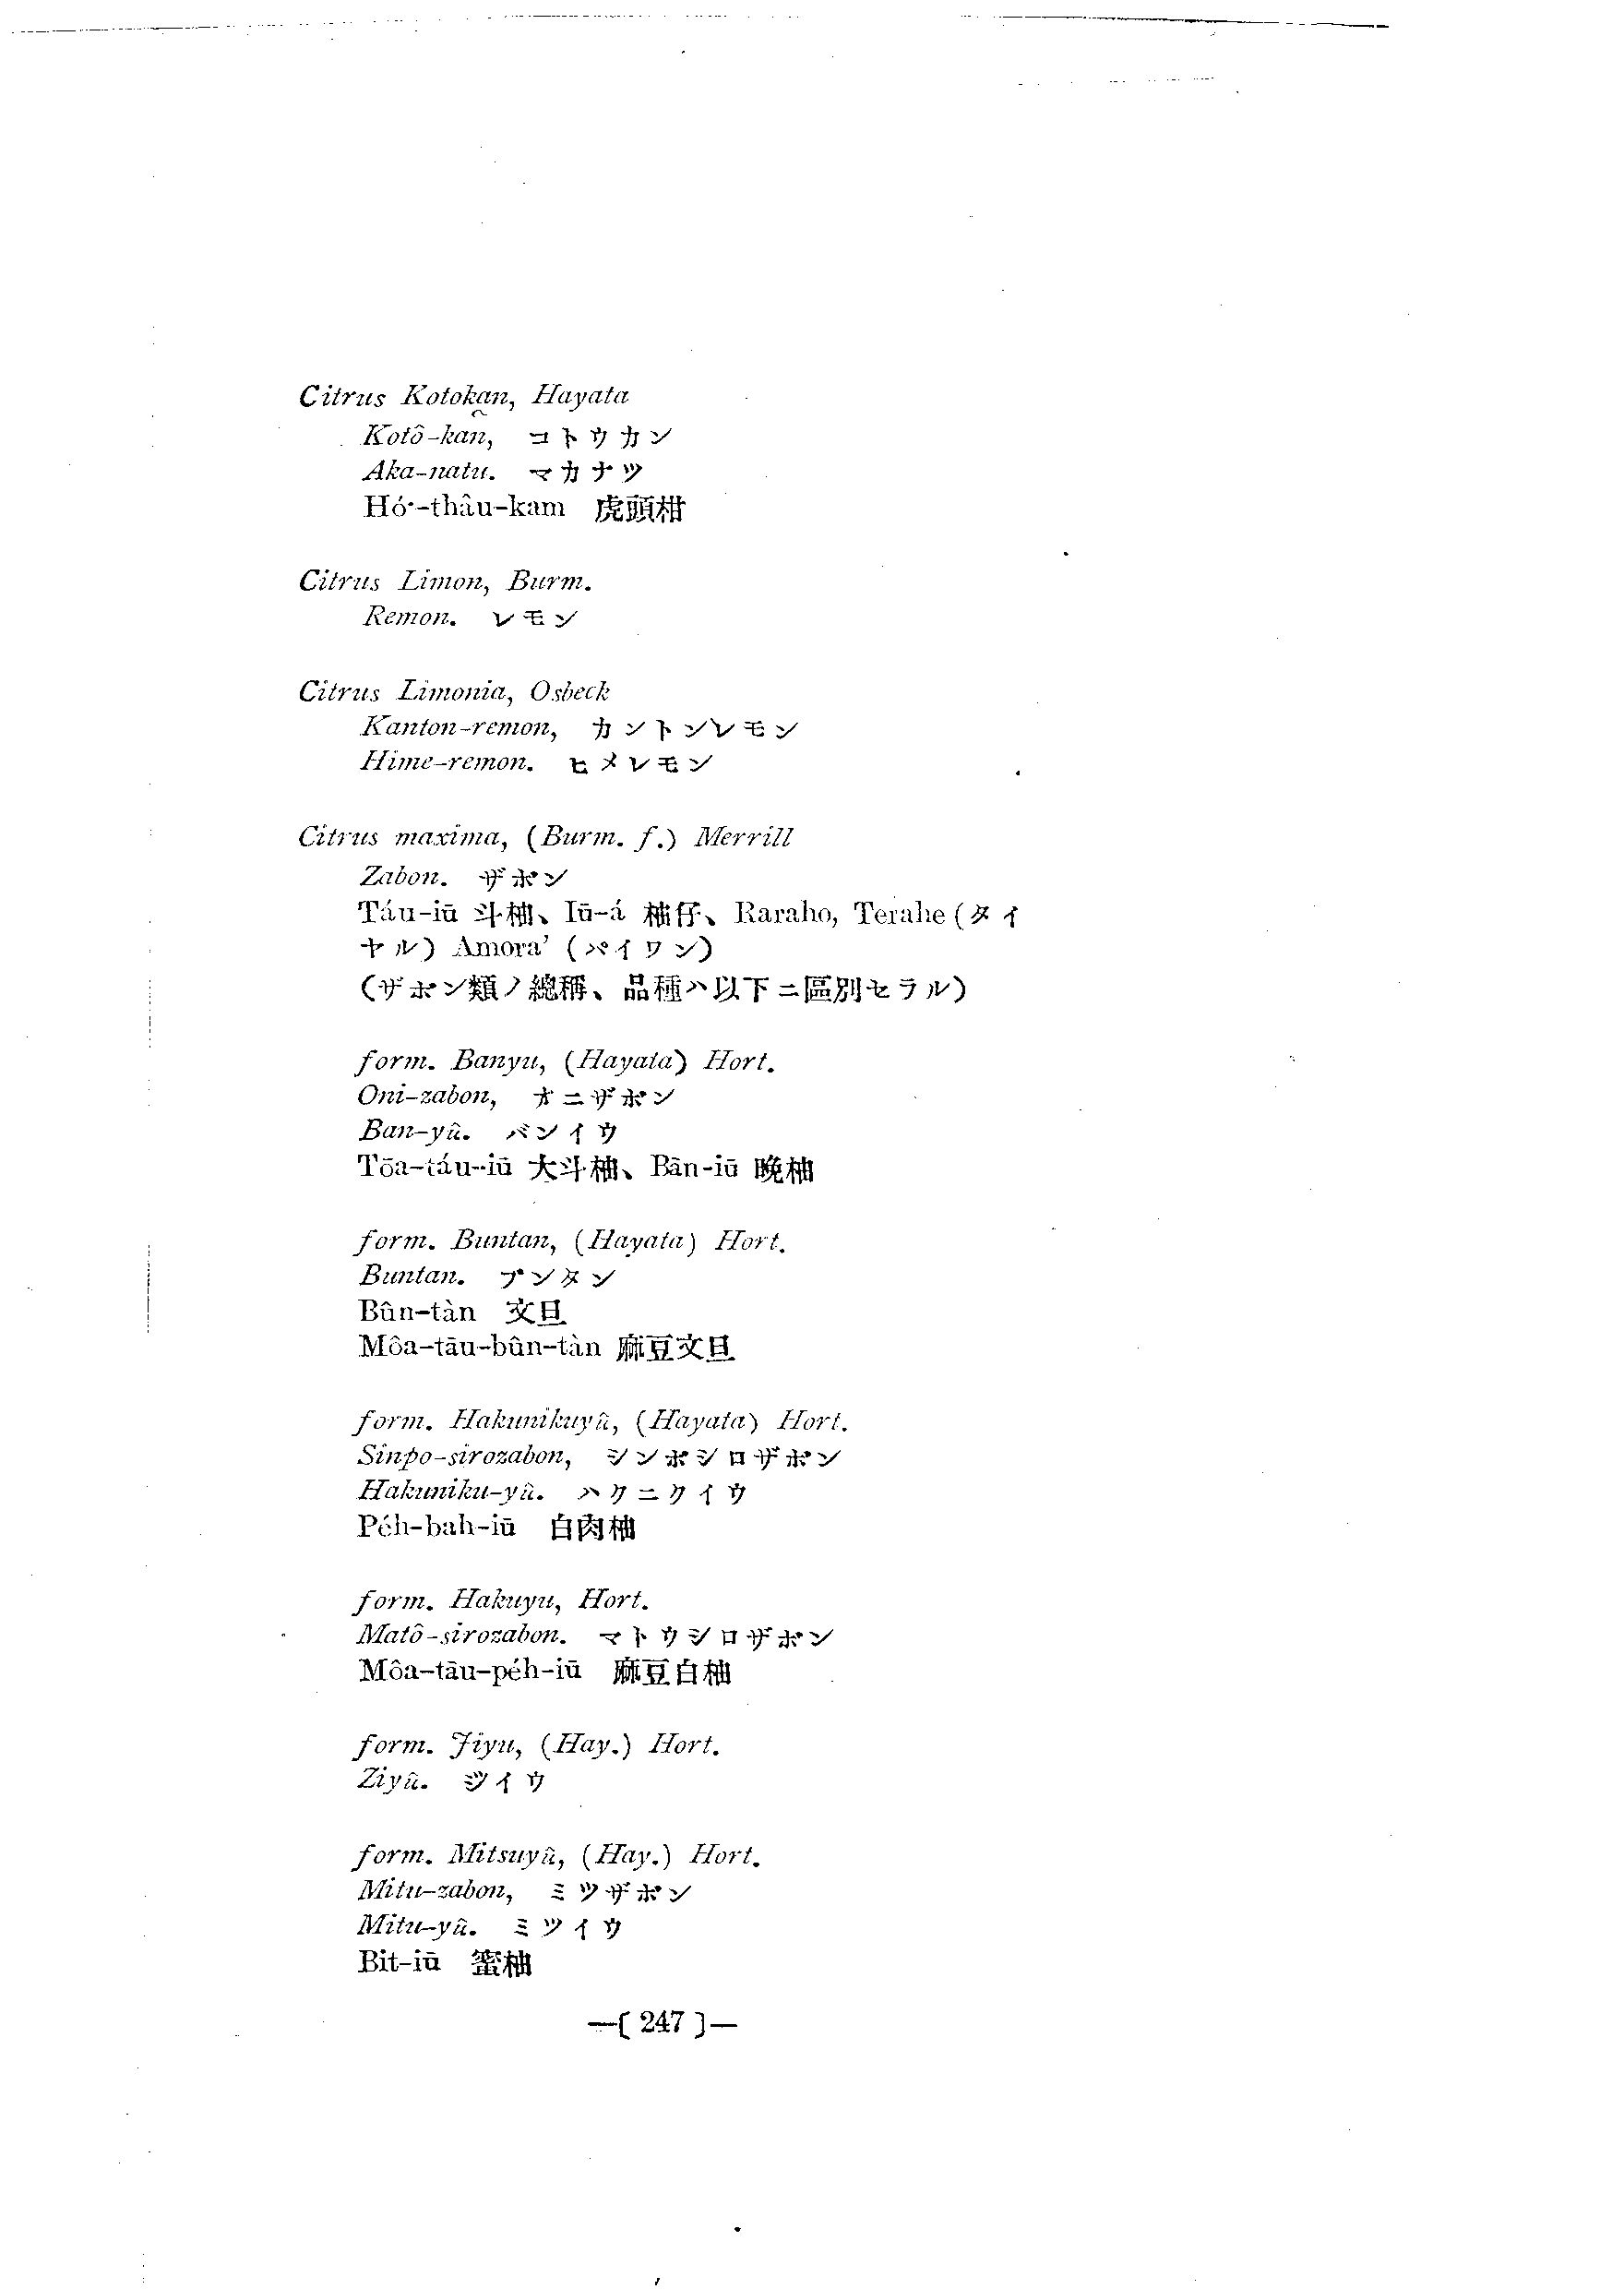 Citrus Kotokan, Hayata
Kotô-kan, コトウカン
Aka-natu. アカナツ
Hó·-thâu-kam 虎頭柑
Citrus Limon, Burm.
Remon. レモン
Citrus Limonia, Osbeck
Kanton-remon, カントンレモン
Hime-remon. ヒメレモン
Citrus maxima, (Burm. f.) Merrill
Zabon. ザボン
Táu-iū 斗柚、Iū-á 柚仔、Raraho, Terahe (タイ
ヤル) Amora' (パイワン)
(ザボン類ノ總稱、品種ハ以下ニ區別セラル)
form. Banyu, (Hayata) Hort.
Oni-zabon, オニザボン
Ban-yû. バンイウ
Tōa-táu-iū 大斗柚、Bān-iū 晩柚
form. Buntan, (Hayata) Hort.
Buntan. ブンタン
Bûn-tàn 文旦
Môa-tāu-bûn-tàn 麻豆文旦
form. Hakunikuyû, (Hayata) Hort.
Sinpo-sirozabon, シンポシロザボン
Hakuniku-yû. ハクニクイウ
Péh-bah-iū 白肉柚
form. Hakuyu, Hort.
Matô-sirozabon. マトウシロザボン
Môa-tāu-péh-iū 麻豆白柚
form. Jiyu, (Hay.) Hort.
Ziyû. ジイウ
form. Mitsuyû, (Hay.) Hort.
Mitu-zabon, ミツザボン
Mitu-yû. ミツイウ
Bit-iū 蜜柚
—( 247 )—